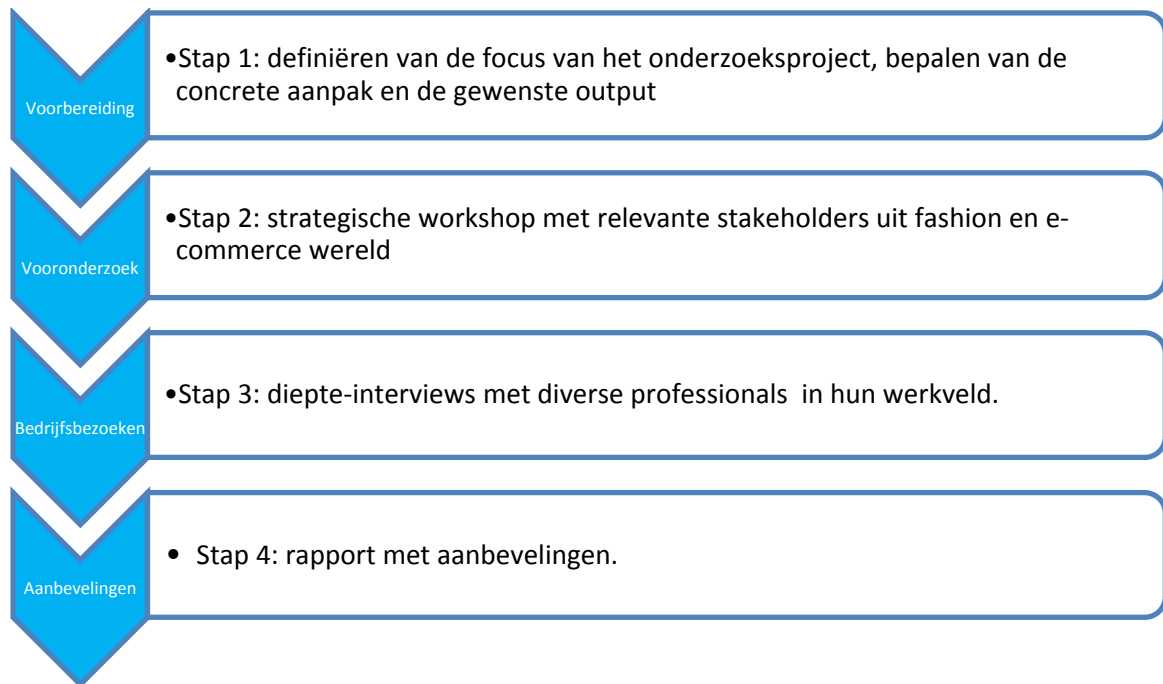 •Stap 1: definiëren van de focus van het onderzoeksproject, bepalen van de
concrete aanpak en de gewenste output
Voorbereiding
•Stap 2: strategische workshop met relevante stakeholders uit fashion en e-
commerce wereld
Vooronderzoek
•Stap 3: diepte-interviews met diverse professionals  in hun werkveld.
Bedrijfsbezoeken
• Stap 4: rapport met aanbevelingen.
Aanbevelingen